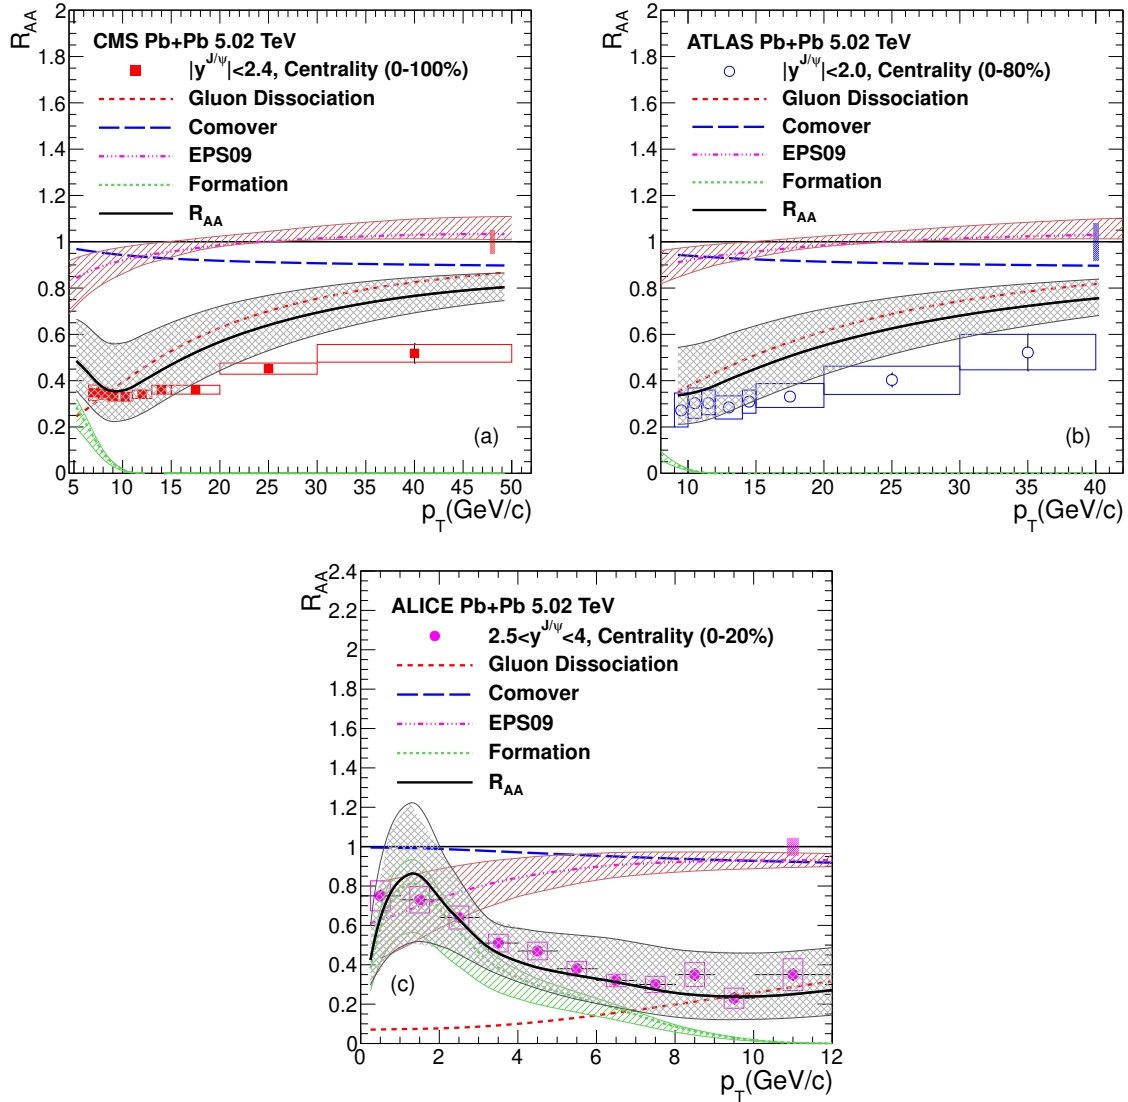 R_AA
2
1.8
1.6
1.4
1.2
1
0.8
0.6
0.4
0.2
0
CMS Pb+Pb 5.02 TeV
|y^J/ψ|<2.4, Centrality (0-100%)
Gluon Dissociation
Comover
EPS09
Formation
R_AA
(a)
5 10 15 20 25 30 35 40 45 50
p_T(GeV/c)
R_AA
2
1.8
1.6
1.4
1.2
1
0.8
0.6
0.4
0.2
0
ATLAS Pb+Pb 5.02 TeV
|y^J/ψ|<2.0, Centrality (0-80%)
Gluon Dissociation
Comover
EPS09
Formation
R_AA
(b)
10 15 20 25 30 35 40
p_T(GeV/c)
R_AA
2.4
2.2
2
1.8
1.6
1.4
1.2
1
0.8
0.6
0.4
0.2
0
ALICE Pb+Pb 5.02 TeV
2.5<y^J/ψ<4, Centrality (0-20%)
Gluon Dissociation
Comover
EPS09
Formation
R_AA
(c)
0 2 4 6 8 10 12
p_T(GeV/c)